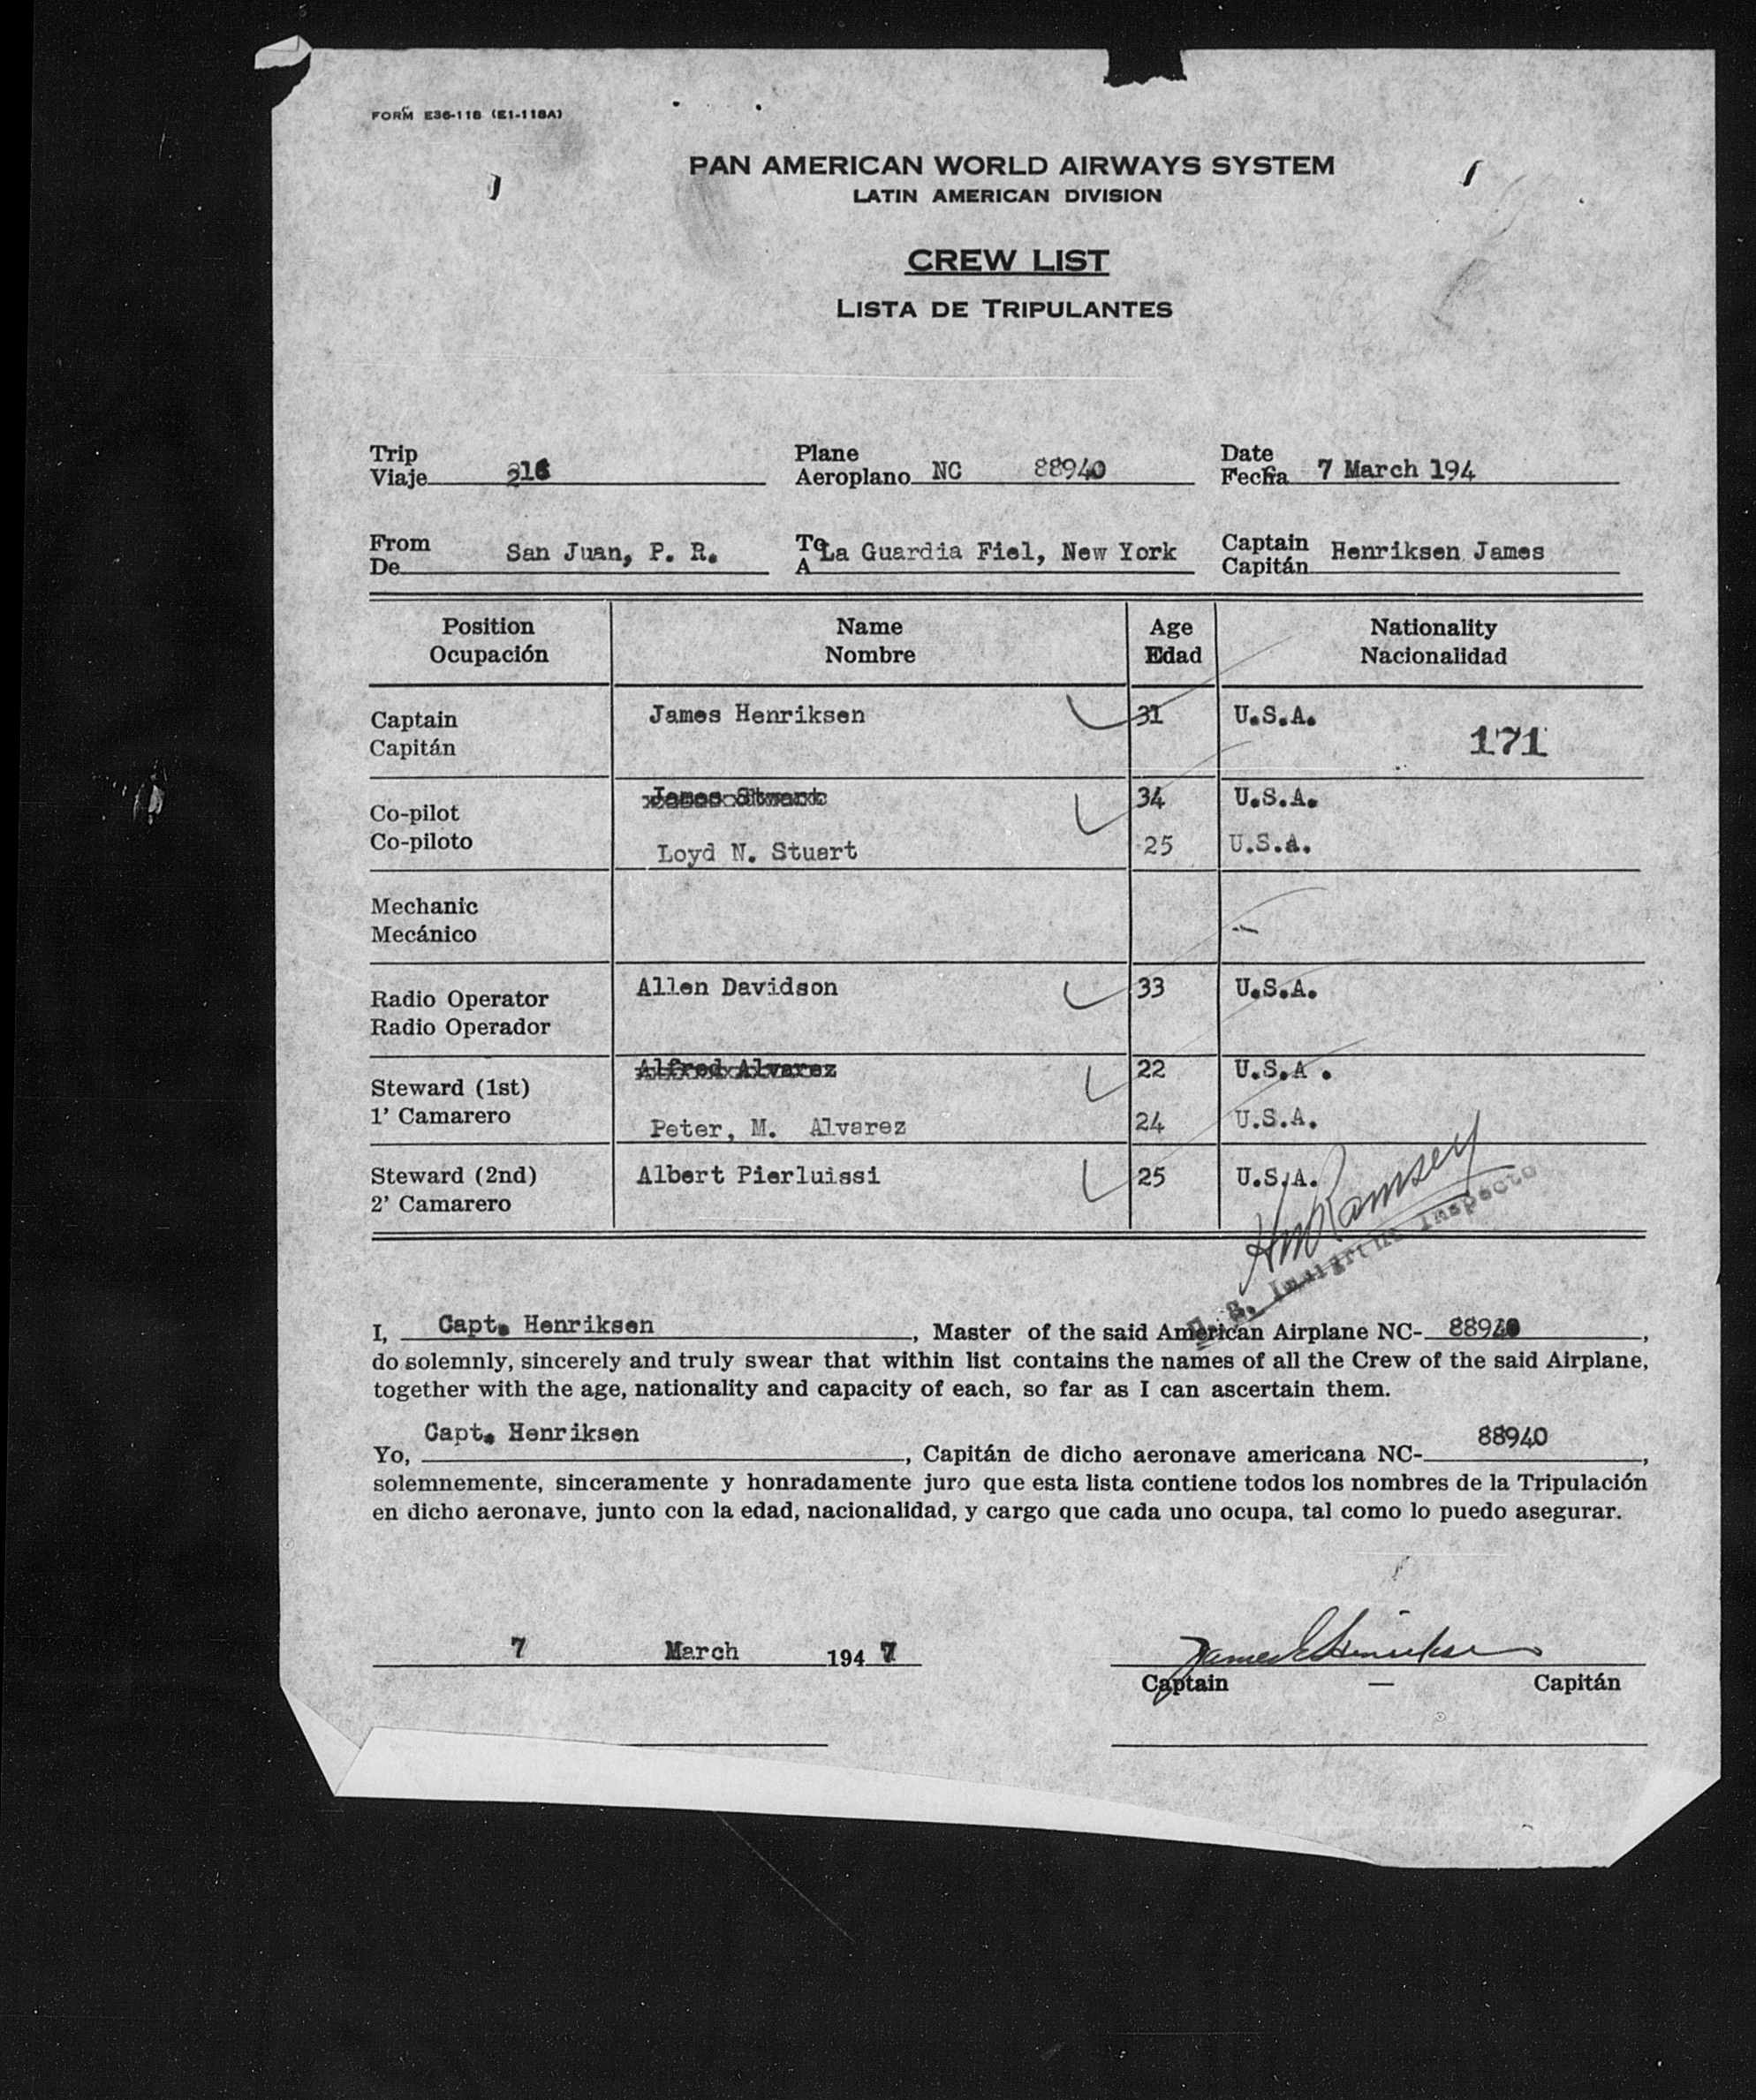 FORM E36-118 (E1-118A)
PAN AMERICAN WORLD AIRWAYS SYSTEM
LATIN AMERICAN DIVISION
CREW LIST
LISTA DE TRIPULANTES
Trip
Viaje
Plane
Aeroplano NC 88940
Date
Fecha 7 March 194
From
De San Juan, P. R.
To
A La Guardia Fiel, New York
Captain
Capitán Henriksen James
Position Name Age Nationality
Ocupación Nombre Edad Nacionalidad
Captain James Henriksen 31 U.S.A.
Capitán 171
Co-pilot James Stuart 34 U.S.A.
Co-piloto Loyd N. Stuart 25 U.S.a.
Mechanic
Mecánico
Radio Operator Allen Davidson 33 U.S.A.
Radio Operador
Steward (1st) Alfred Alvarez 22 U.S.A .
1' Camarero Peter, M. Alvarez 24 U.S.A.
Steward (2nd) Albert Pierluissi 25 U.S.A.
2' Camarero
HM Ramsey
I, Capt. Henriksen, Master of the said American Airplane NC- 88940,
do solemnly, sincerely and truly swear that within list contains the names of all the Crew of the said Airplane,
together with the age, nationality and capacity of each, so far as I can ascertain them.
Yo, Capt. Henriksen, Capitán de dicho aeronave americana NC- 88940,
solemnemente, sinceramente y honradamente juro que esta lista contiene todos los nombres de la Tripulación
en dicho aeronave, junto con la edad, nacionalidad, y cargo que cada uno ocupa, tal como lo puedo asegurar.
7 March 194 7
James Henriksen
Captain — Capitán